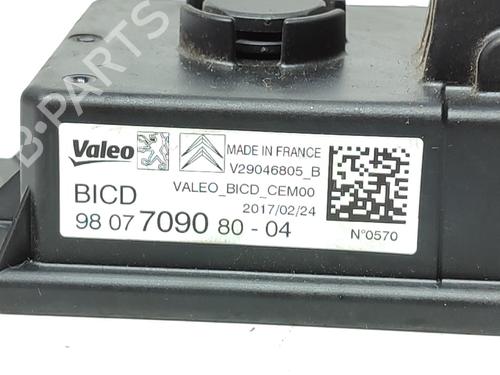 B-PARTS
Valeo
MADE IN FRANCE
V29046805_B
VALEO_BICD_CEM00
BICD
2017/02/24
98 07 7090 80-04
N°0570